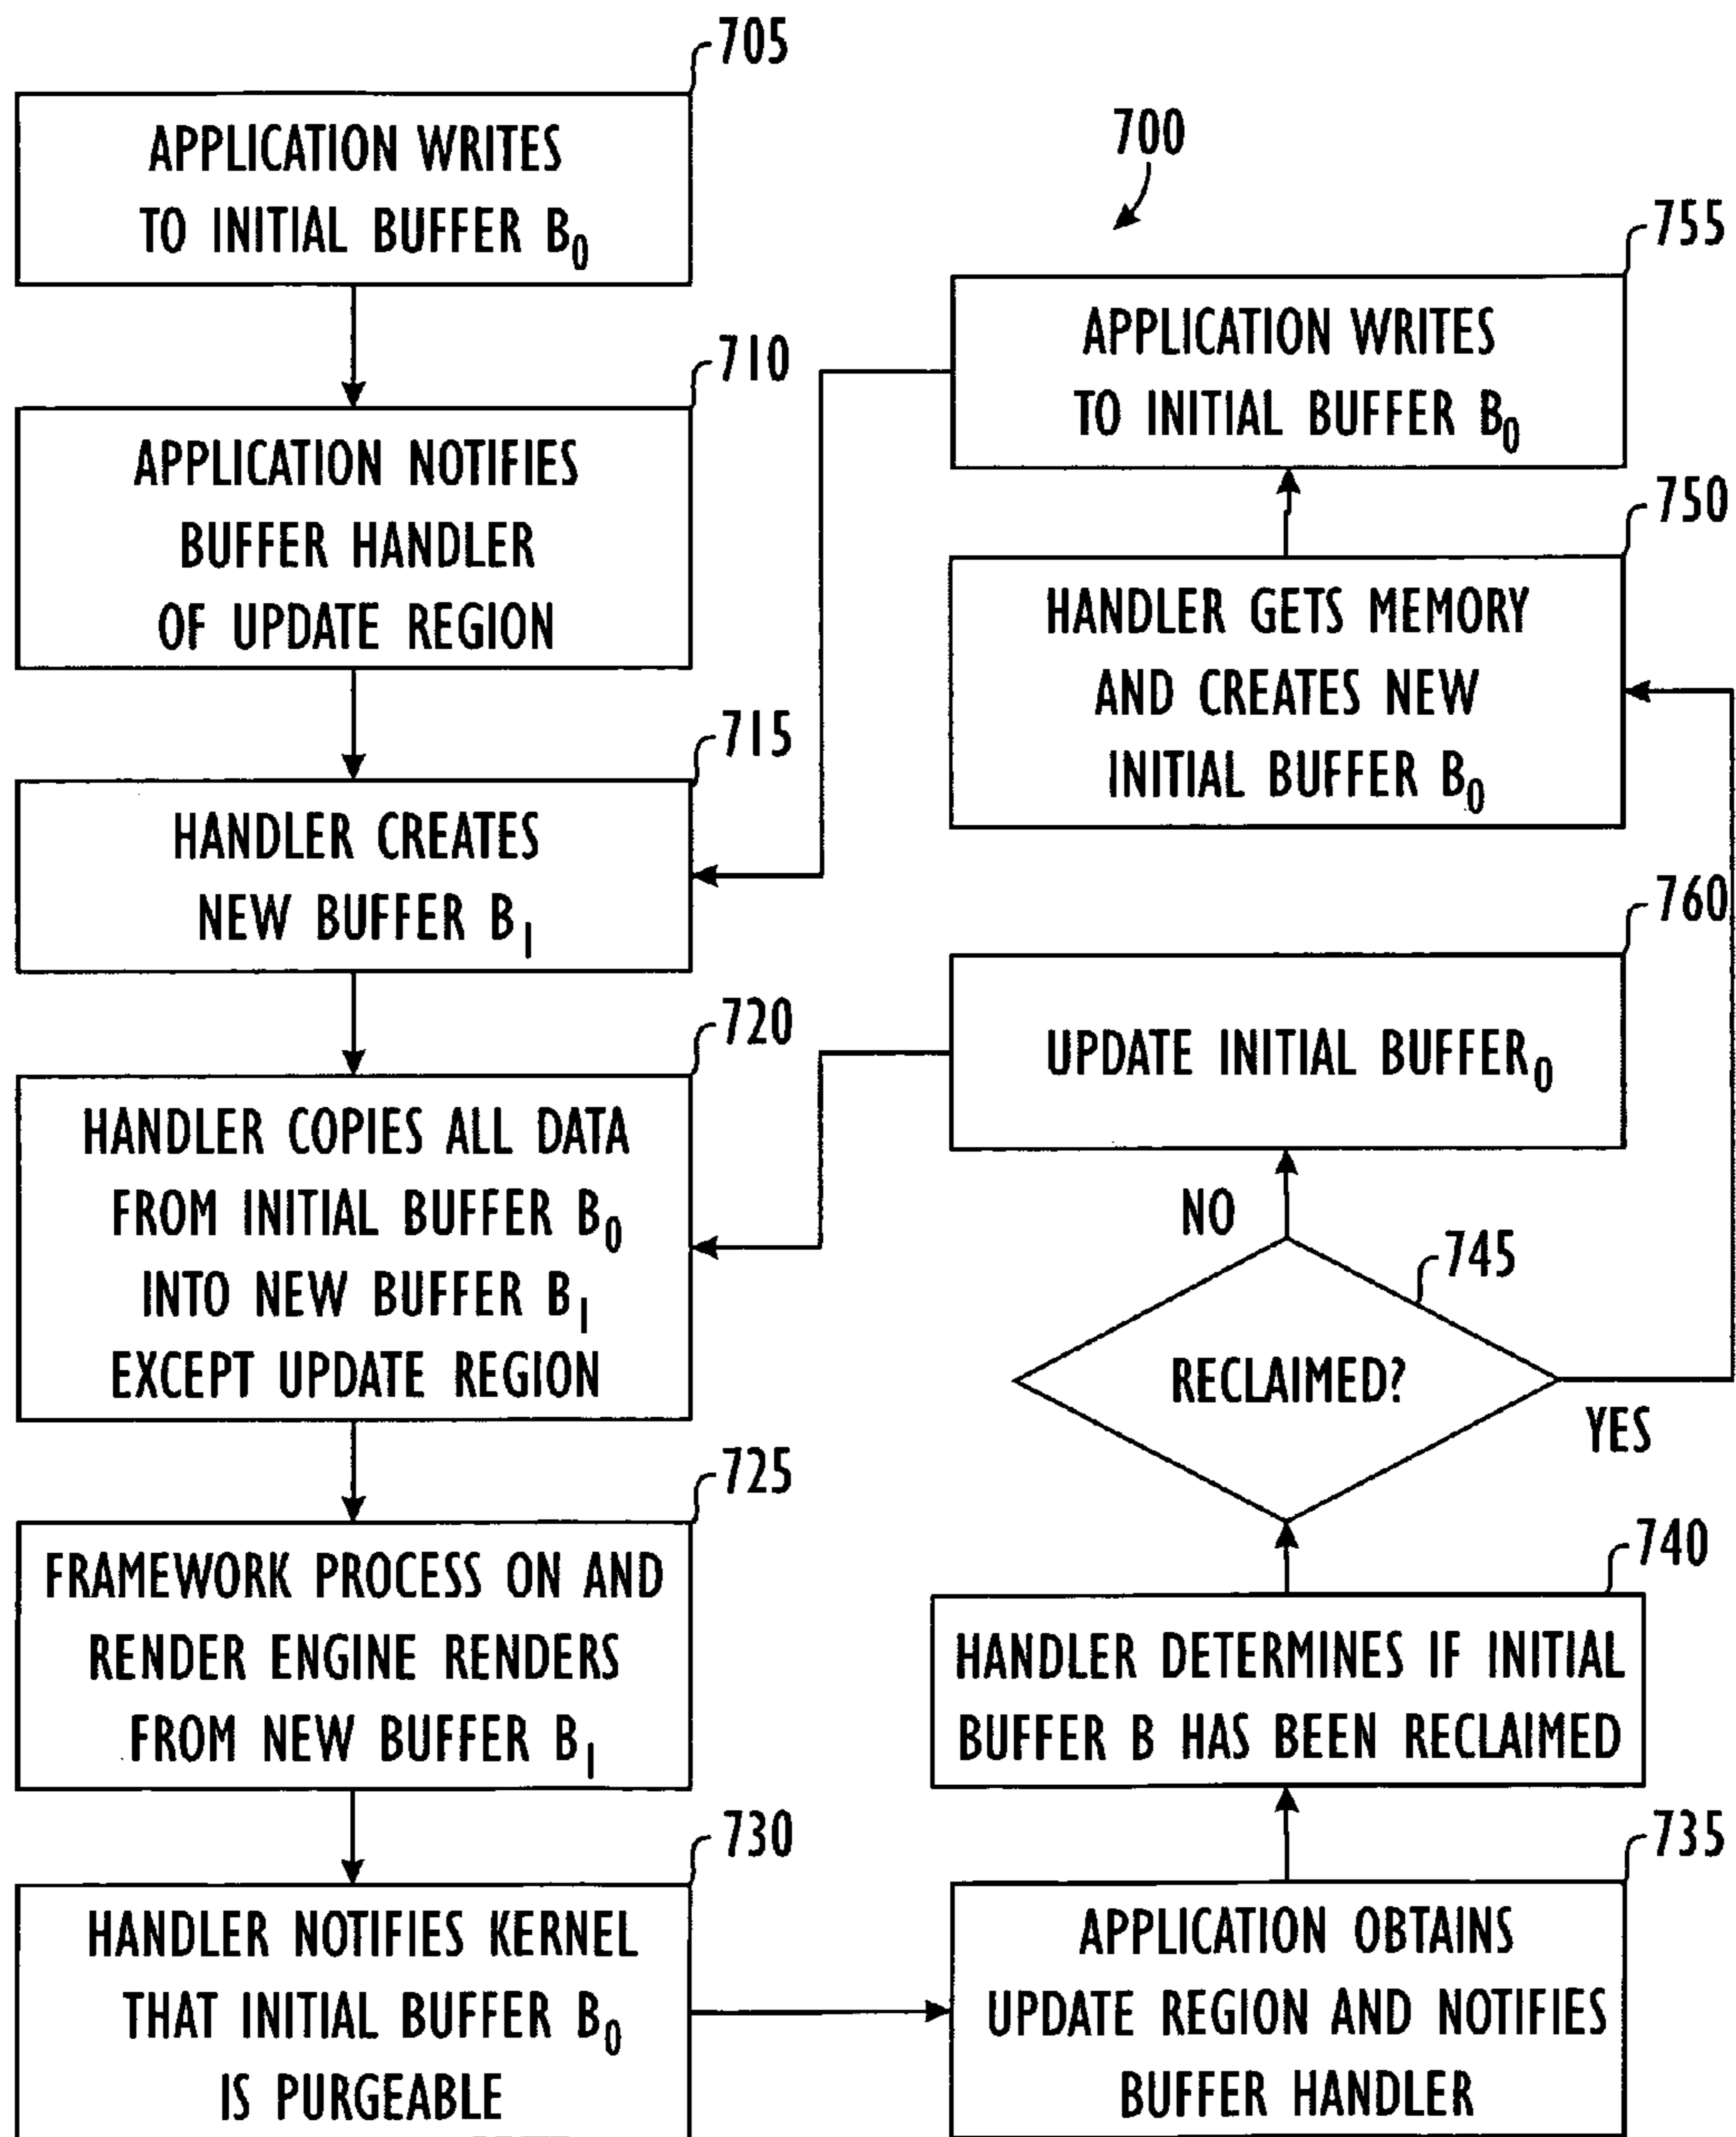 705
APPLICATION WRITES
TO INITIAL BUFFER B₀
710
APPLICATION NOTIFIES
BUFFER HANDLER
OF UPDATE REGION
715
HANDLER CREATES
NEW BUFFER B₁
720
HANDLER COPIES ALL DATA
FROM INITIAL BUFFER B₀
INTO NEW BUFFER B₁
EXCEPT UPDATE REGION
725
FRAMEWORK PROCESS ON AND
RENDER ENGINE RENDERS
FROM NEW BUFFER B₁
730
HANDLER NOTIFIES KERNEL
THAT INITIAL BUFFER B₀
IS PURGEABLE
700
755
APPLICATION WRITES
TO INITIAL BUFFER B₀
750
HANDLER GETS MEMORY
AND CREATES NEW
INITIAL BUFFER B₀
760
UPDATE INITIAL BUFFER₀
NO
745
RECLAIMED?
YES
740
HANDLER DETERMINES IF INITIAL
BUFFER B HAS BEEN RECLAIMED
735
APPLICATION OBTAINS
UPDATE REGION AND NOTIFIES
BUFFER HANDLER